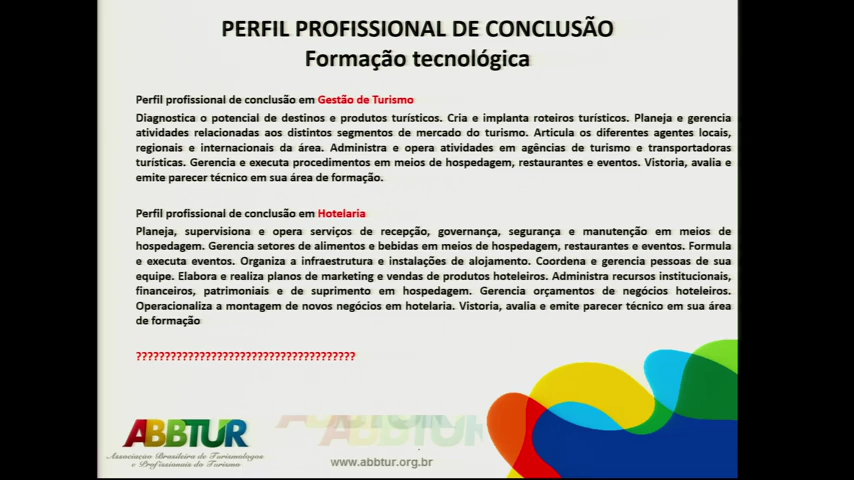 PERFIL PROFISSIONAL DE CONCLUSÃO
Formação tecnológica
Perfil profissional de conclusão em Gestão de Turismo
Diagnostica o potencial de destinos e produtos turísticos. Cria e implanta roteiros turísticos. Planeja e gerencia
atividades relacionadas aos distintos segmentos de mercado do turismo. Articula os diferentes agentes locais,
regionais e internacionais da área. Administra e opera atividades em agências de turismo e transportadoras
turísticas. Gerencia e executa procedimentos em meios de hospedagem, restaurantes e eventos. Vistoria, avalia e
emite parecer técnico em sua área de formação.
Perfil profissional de conclusão em Hotelaria
Planeja, supervisiona e opera serviços de recepção, governança, segurança e manutenção em meios de
hospedagem. Gerencia setores de alimentos e bebidas em meios de hospedagem, restaurantes e eventos. Formula
e executa eventos. Organiza a infraestrutura e instalações de alojamento. Coordena e gerencia pessoas de sua
equipe. Elabora e realiza planos de marketing e vendas de produtos hoteleiros. Administra recursos institucionais,
financeiros, patrimoniais e de suprimento em hospedagem. Gerencia orçamentos de negócios hoteleiros.
Operacionaliza a montagem de novos negócios em hotelaria. Vistoria, avalia e emite parecer técnico em sua área
de formação
??????????????????????????????????????
ABBTUR
Associação Brasileira de Turismólogos
e Profissionais do Turismo
www.abbtur.org.br